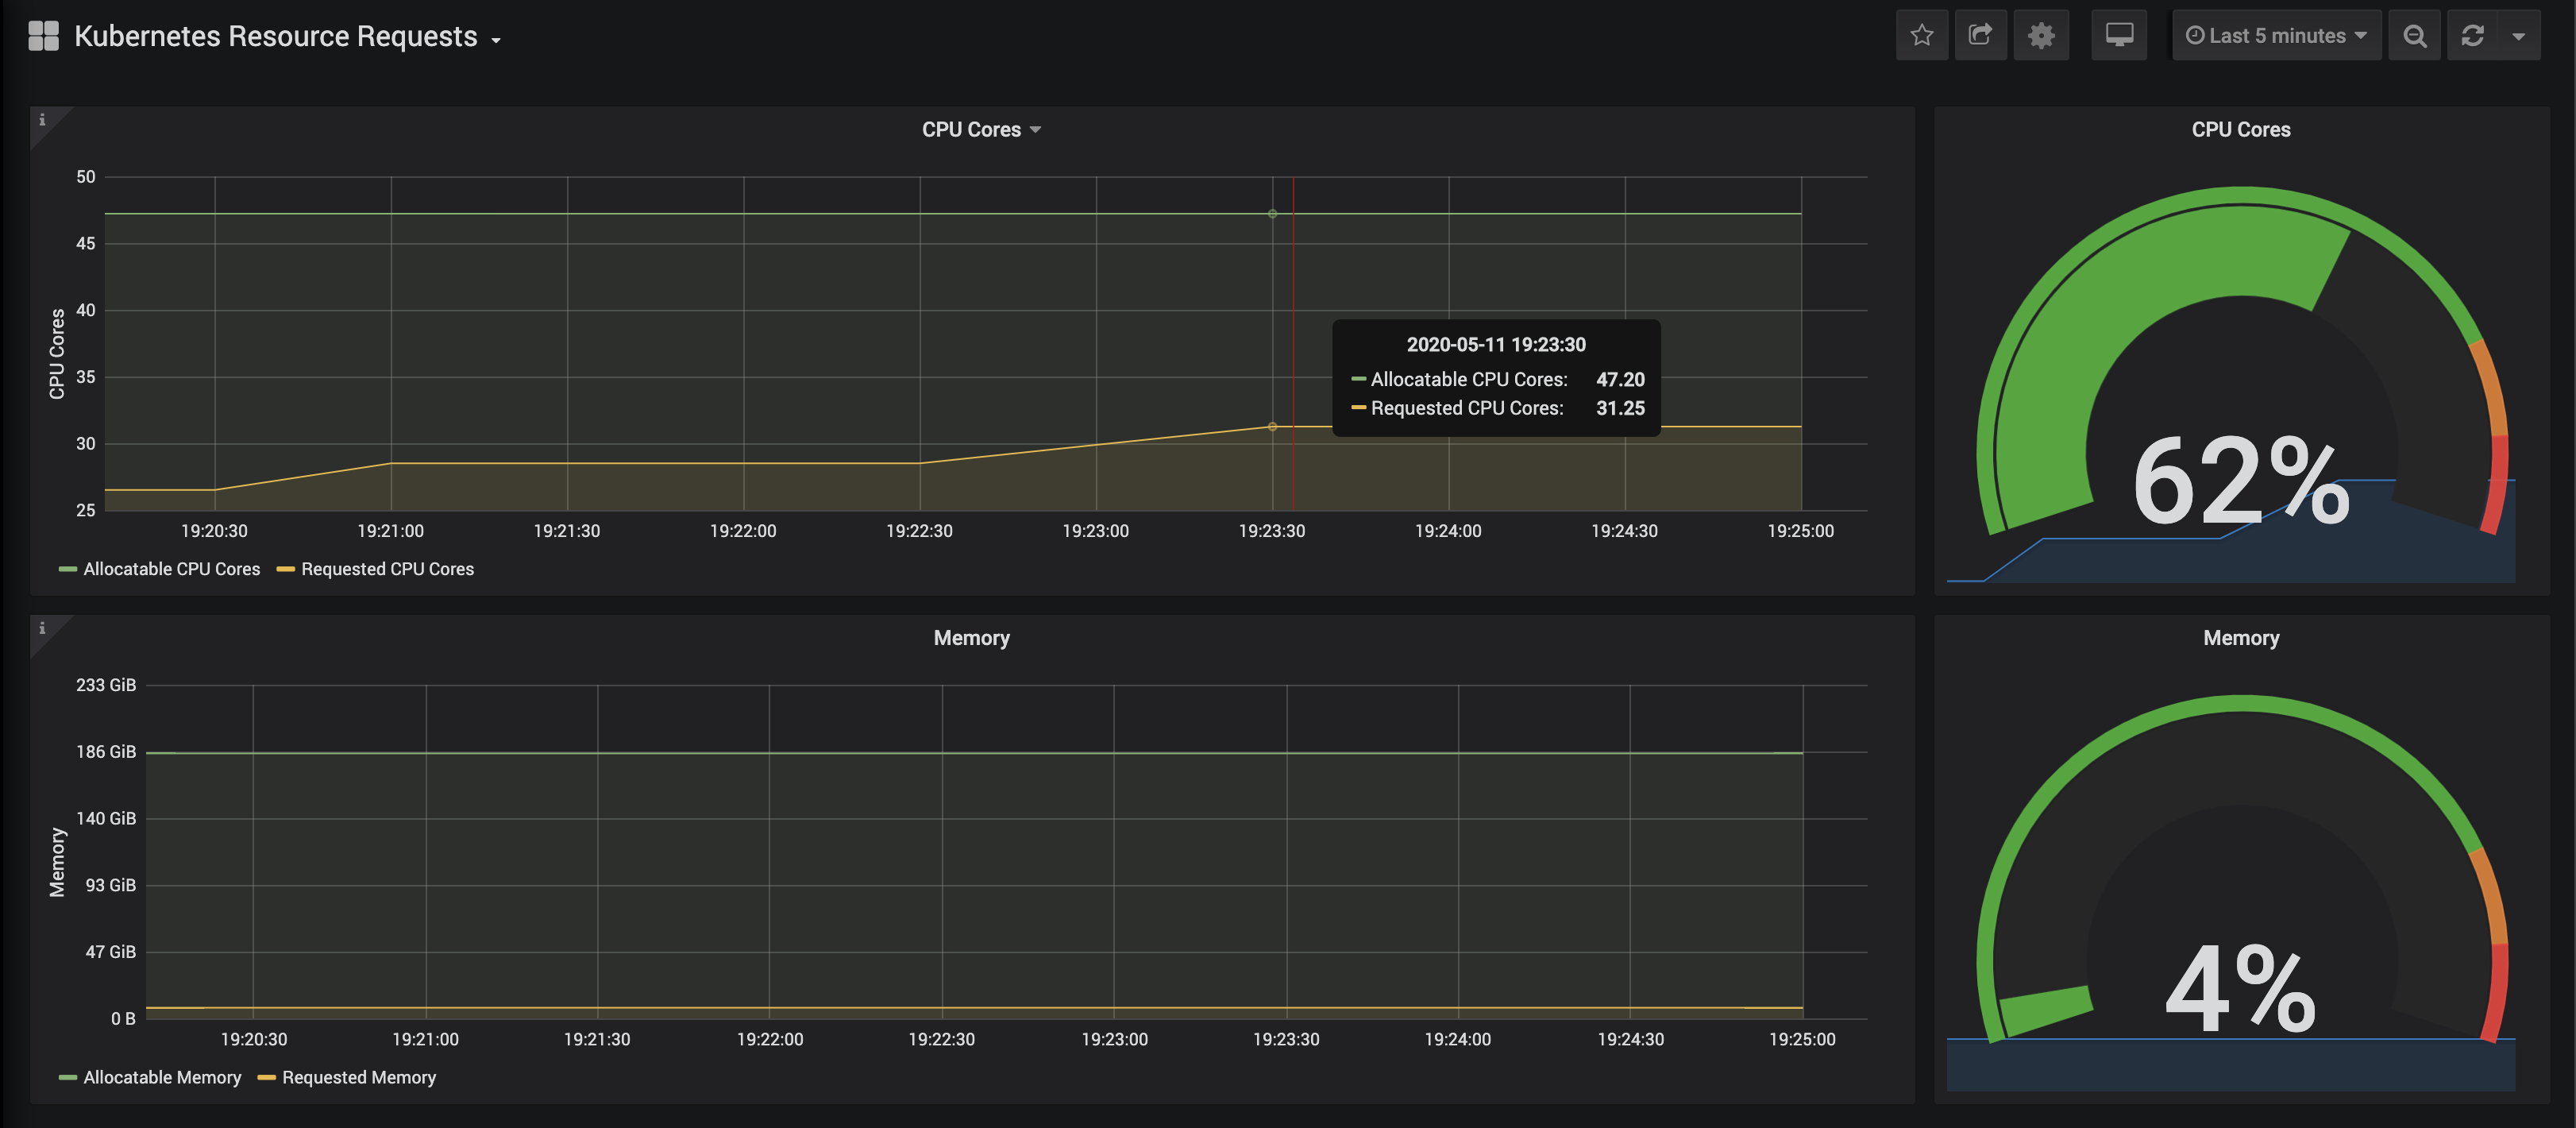 Kubernetes Resource Requests
Last 5 minutes
CPU Cores
50
45
40
35
30
25
CPU Cores
2020-05-11 19:23:30
Allocatable CPU Cores: 47.20
Requested CPU Cores: 31.25
19:20:30 19:21:00 19:21:30 19:22:00 19:22:30 19:23:00 19:23:30 19:24:00 19:24:30 19:25:00
Allocatable CPU Cores Requested CPU Cores
CPU Cores
62%
Memory
233 GiB
186 GiB
140 GiB
93 GiB
47 GiB
0 B
Memory
19:20:30 19:21:00 19:21:30 19:22:00 19:22:30 19:23:00 19:23:30 19:24:00 19:24:30 19:25:00
Allocatable Memory Requested Memory
Memory
4%